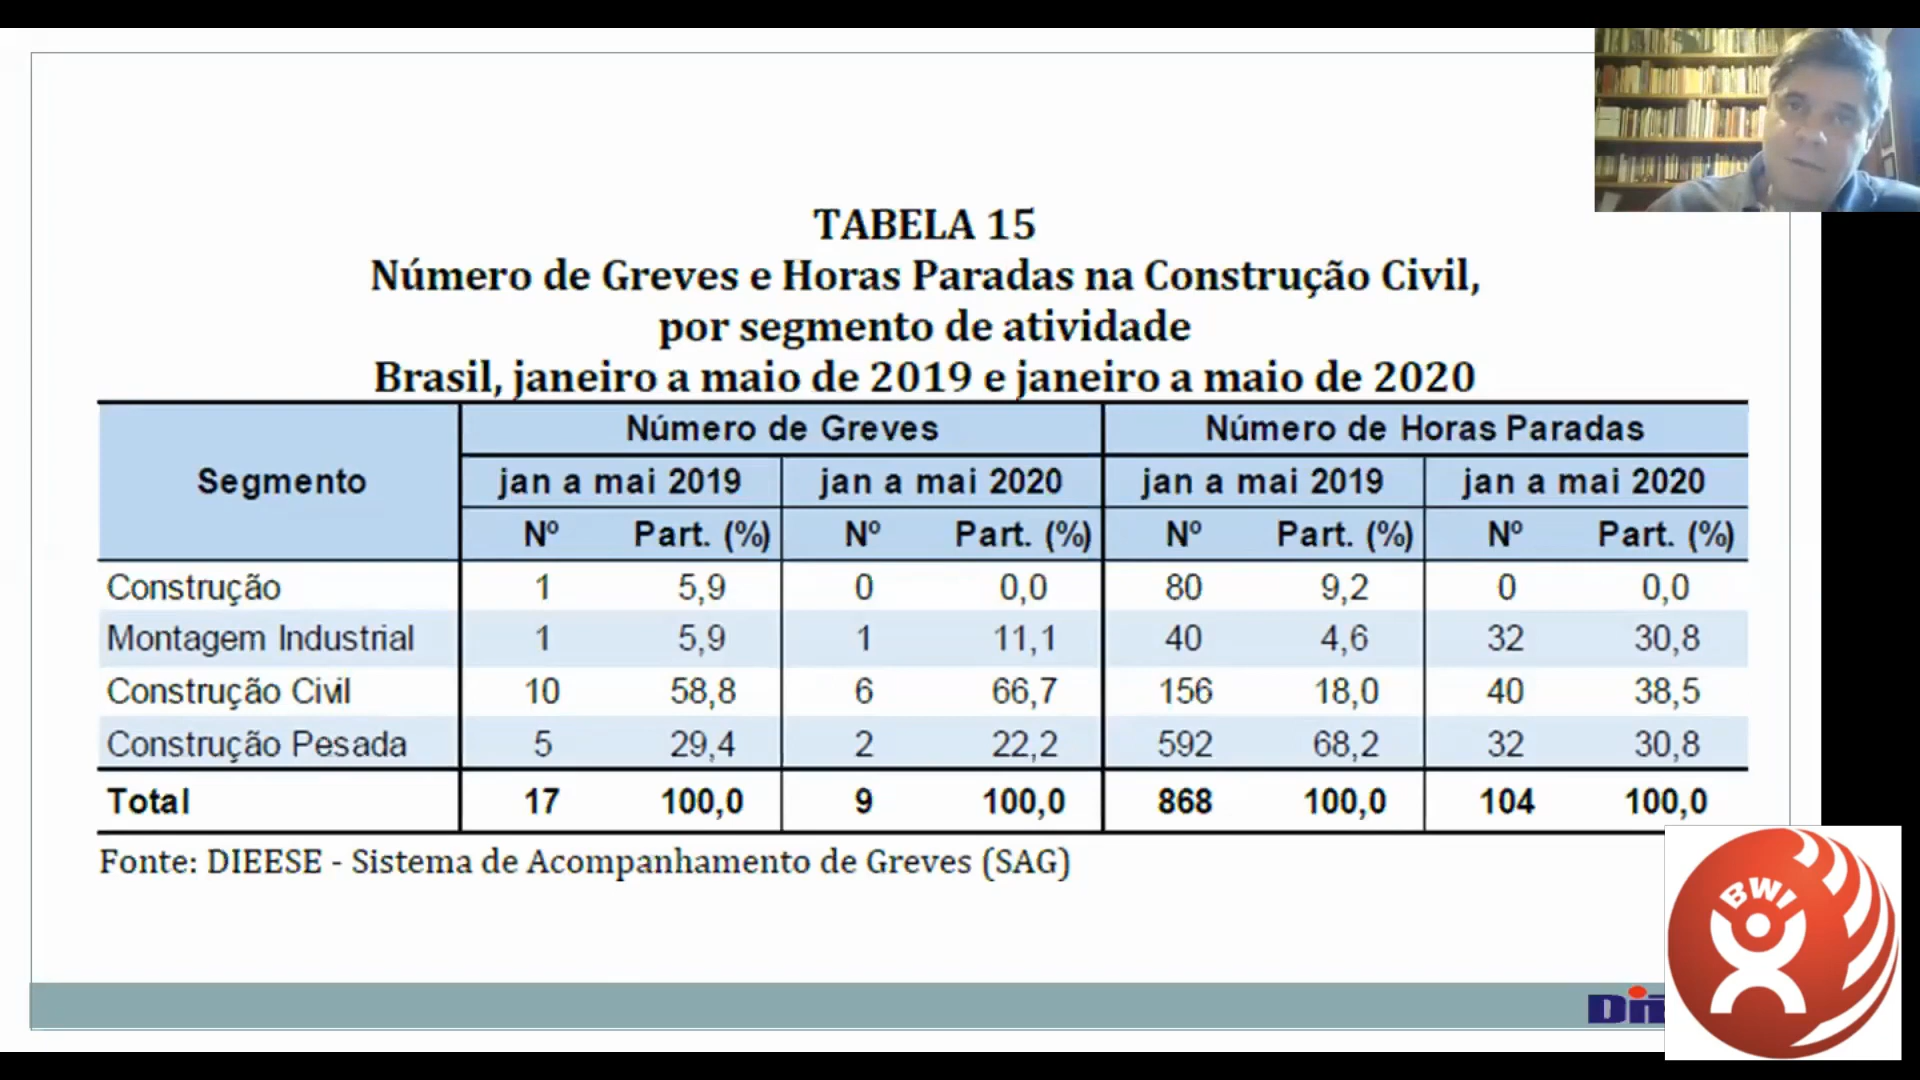 TABELA 15
Número de Greves e Horas Paradas na Construção Civil,
por segmento de atividade
Brasil, janeiro a maio de 2019 e janeiro a maio de 2020
Segmento Número de Greves Número de Horas Paradas
jan a mai 2019 jan a mai 2020 jan a mai 2019 jan a mai 2020
Nº Part. (%) Nº Part. (%) Nº Part. (%) Nº Part. (%)
Construção 1 5,9 0 0,0 80 9,2 0 0,0
Montagem Industrial 1 5,9 1 11,1 40 4,6 32 30,8
Construção Civil 10 58,8 6 66,7 156 18,0 40 38,5
Construção Pesada 5 29,4 2 22,2 592 68,2 32 30,8
Total 17 100,0 9 100,0 868 100,0 104 100,0
Fonte: DIEESE - Sistema de Acompanhamento de Greves (SAG)
BWI